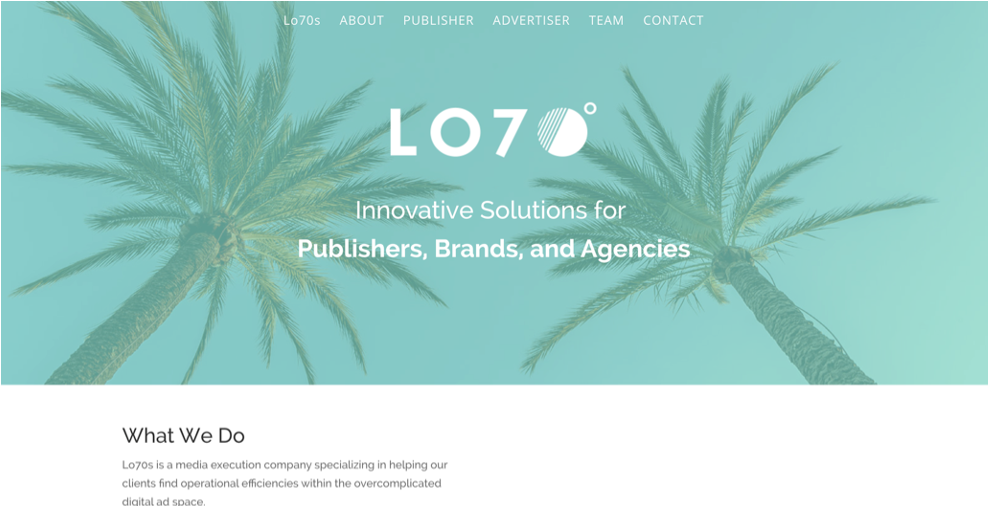 Lo70s ABOUT PUBLISHER ADVERTISER TEAM CONTACT
LO70°
Innovative Solutions for
Publishers, Brands, and Agencies
What We Do
Lo70s is a media execution company specializing in helping our
clients find operational efficiencies within the overcomplicated
digital ad space.